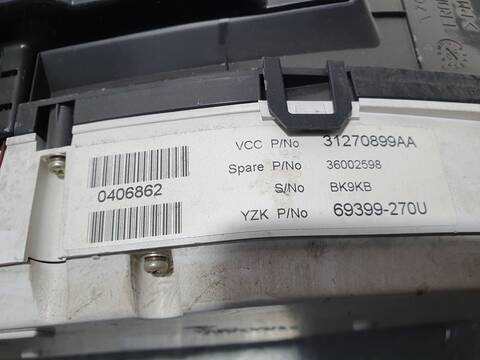 VCC P/No 31270899AA
Spare P/No 36002598
S/No BK9KB
YZK P/No 69399-270U
0406862